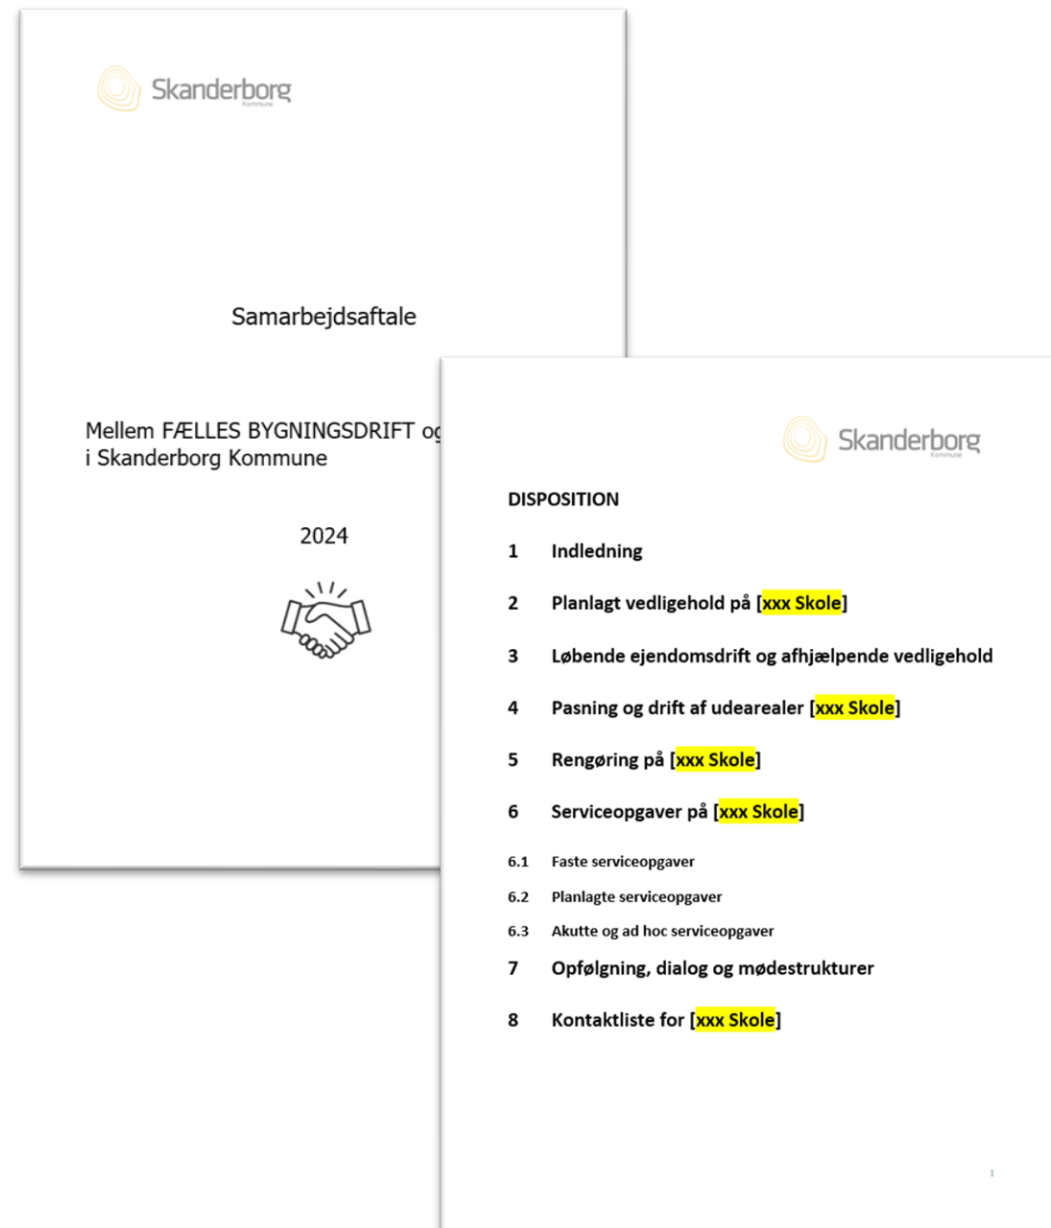 Skanderborg
Kommune
Samarbejdsaftale
Mellem FÆLLES BYGNINGSDRIFT og
i Skanderborg Kommune
2024
Skanderborg
Kommune
DISPOSITION
1 Indledning
2 Planlagt vedligehold på [xxx Skole]
3 Løbende ejendomsdrift og afhjælpende vedligehold
4 Pasning og drift af udearealer [xxx Skole]
5 Rengøring på [xxx Skole]
6 Serviceopgaver på [xxx Skole]
6.1 Faste serviceopgaver
6.2 Planlagte serviceopgaver
6.3 Akutte og ad hoc serviceopgaver
7 Opfølgning, dialog og mødestrukturer
8 Kontaktliste for [xxx Skole]
1